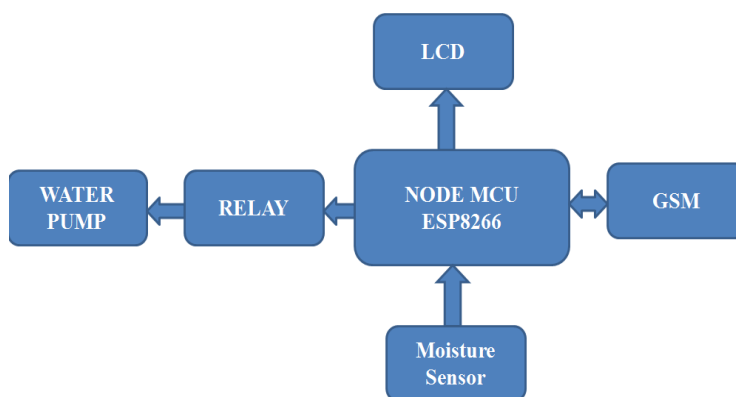 LCD
WATER
PUMP
RELAY
NODE MCU
ESP8266
GSM
Moisture
Sensor